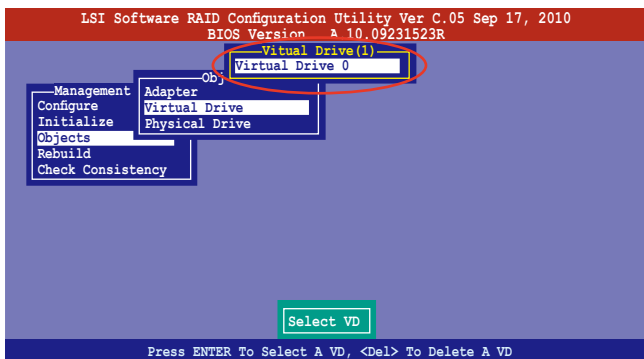 LSI Software RAID Configuration Utility Ver C.05 Sep 17, 2010
BIOS Version A.10.09231523R
Vitual Drive(1)
Virtual Drive 0
Obj
Adapter
Virtual Drive
Physical Drive
Management
Configure
Initialize
Objects
Rebuild
Check Consistency
Select VD
Press ENTER To Select A VD, <Del> To Delete A VD